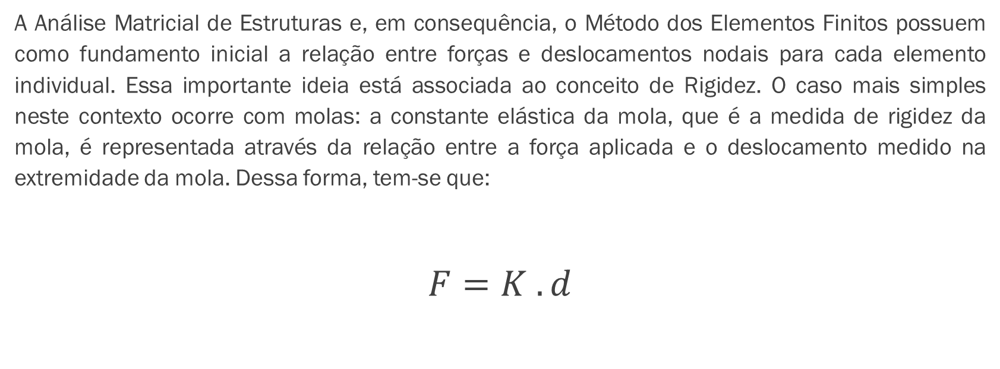 A Análise Matricial de Estruturas e, em consequência, o Método dos Elementos Finitos possuem
como fundamento inicial a relação entre forças e deslocamentos nodais para cada elemento
individual. Essa importante ideia está associada ao conceito de Rigidez. O caso mais simples
neste contexto ocorre com molas: a constante elástica da mola, que é a medida de rigidez da
mola, é representada através da relação entre a força aplicada e o deslocamento medido na
extremidade da mola. Dessa forma, tem-se que:
F = K . d